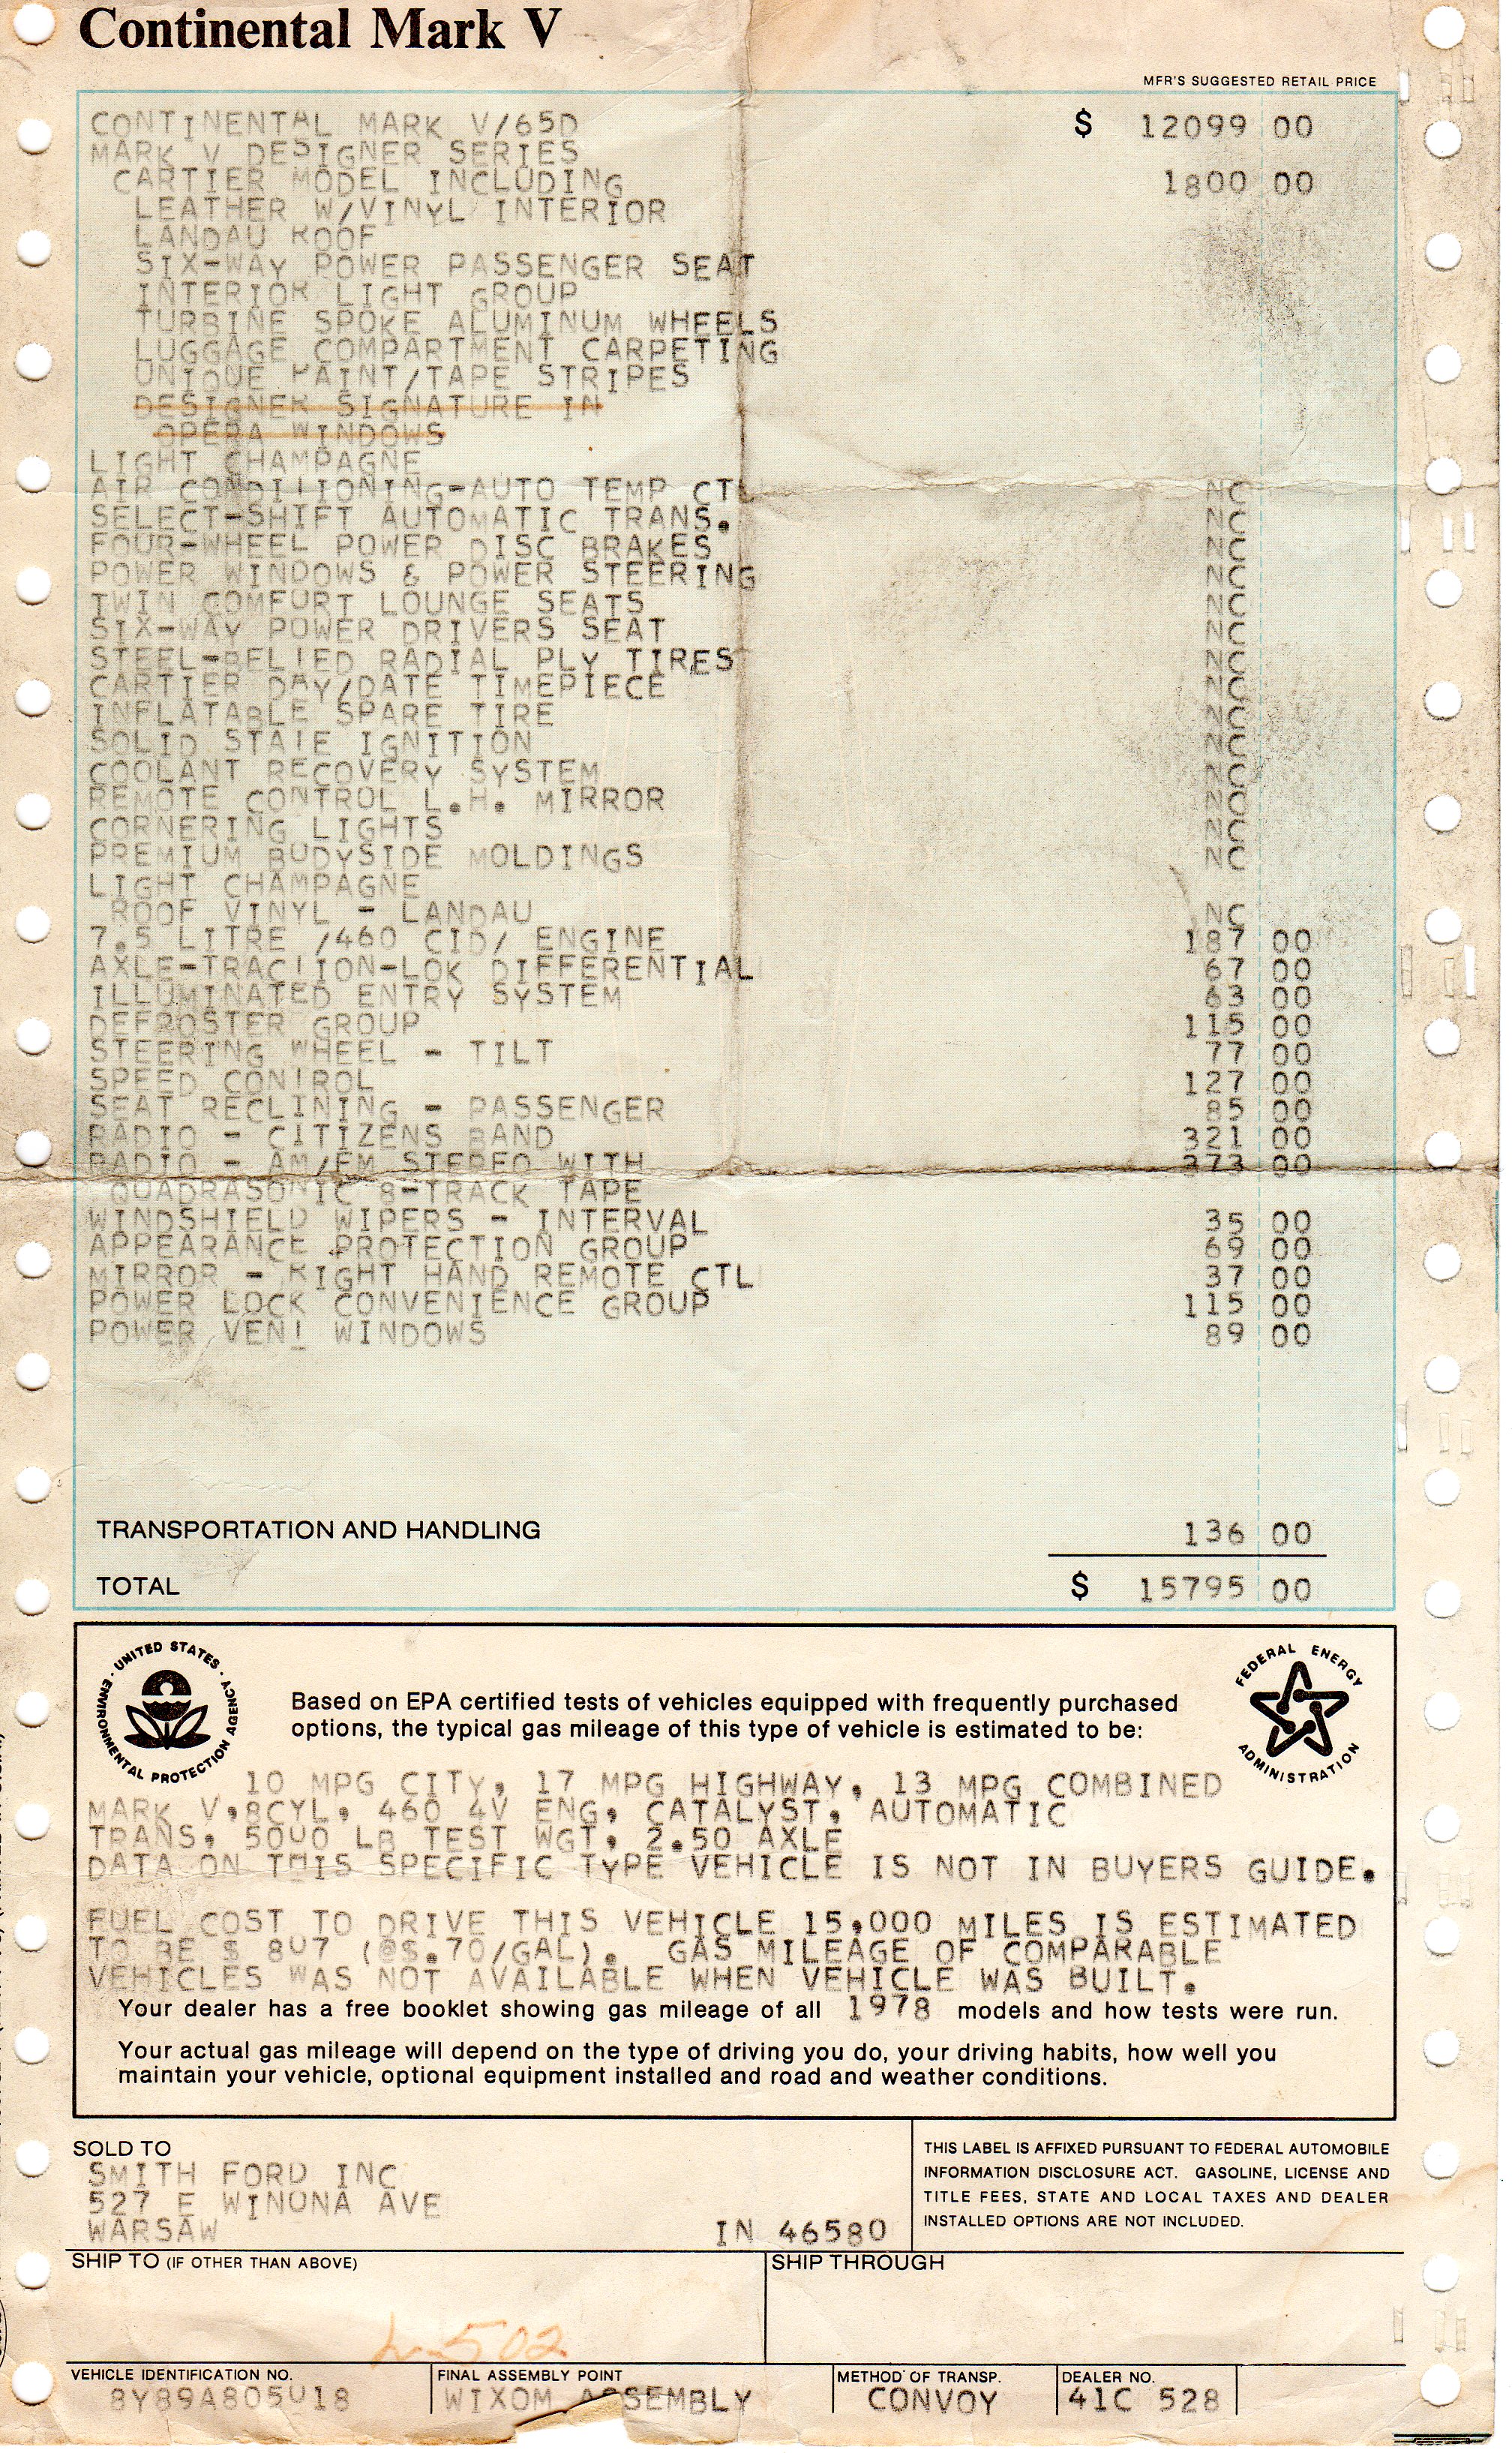 Continental Mark V
MFR'S SUGGESTED RETAIL PRICE
CONTINENTAL MARK V/65D $ 12099 00
MARK V DESIGNER SERIES
CARTIER MODEL INCLUDING 1800 00
LEATHER W/VINYL INTERIOR
LANDAU ROOF
SIX-WAY POWER PASSENGER SEAT
INTERIOR LIGHT GROUP
TURBINE SPOKE ALUMINUM WHEELS
LUGGAGE COMPARTMENT CARPETING
UNIQUE PAINT/TAPE STRIPES
DESIGNER SIGNATURE IN
OPERA WINDOWS
LIGHT CHAMPAGNE
AIR CONDITIONING-AUTO TEMP CTL NC
SELECT-SHIFT AUTOMATIC TRANS. NC
FOUR-WHEEL POWER DISC BRAKES NC
POWER WINDOWS & POWER STEERING NC
TWIN COMFORT LOUNGE SEATS NC
SIX-WAY POWER DRIVERS SEAT NC
STEEL-BELTED RADIAL PLY TIRES NC
CARTIER DAY/DATE TIMEPIECE NC
INFLATABLE SPARE TIRE NC
SOLID STATE IGNITION NC
COOLANT RECOVERY SYSTEM NC
REMOTE CONTROL L.H. MIRROR NC
CORNERING LIGHTS NC
PREMIUM BODYSIDE MOLDINGS NC
LIGHT CHAMPAGNE
ROOF VINYL - LANDAU NC
7.5 LITRE /460 CID/ ENGINE 187 00
AXLE-TRACTION-LOK DIFFERENTIAL 67 00
ILLUMINATED ENTRY SYSTEM 63 00
DEFROSTER GROUP 115 00
STEERING WHEEL - TILT 77 00
SPEED CONTROL 127 00
SEAT RECLINING - PASSENGER 85 00
RADIO - CITIZENS BAND 321 00
RADIO - AM/FM STEREO WITH 373 00
QUADRASONIC 8-TRACK TAPE
WINDSHIELD WIPERS - INTERVAL 35 00
APPEARANCE PROTECTION GROUP 69 00
MIRROR - RIGHT HAND REMOTE CTL 37 00
POWER LOCK CONVENIENCE GROUP 115 00
POWER VENT WINDOWS 89 00
TRANSPORTATION AND HANDLING 136 00
TOTAL $ 15795 00
UNITED STATES ENVIRONMENTAL PROTECTION AGENCY
FEDERAL ENERGY ADMINISTRATION
Based on EPA certified tests of vehicles equipped with frequently purchased
options, the typical gas mileage of this type of vehicle is estimated to be:
10 MPG CITY, 17 MPG HIGHWAY, 13 MPG COMBINED
MARK V,8CYL, 460 4V ENG, CATALYST, AUTOMATIC
TRANS, 5000 LB TEST WGT, 2.50 AXLE
DATA ON THIS SPECIFIC TYPE VEHICLE IS NOT IN BUYERS GUIDE.
FUEL COST TO DRIVE THIS VEHICLE 15,000 MILES IS ESTIMATED
TO BE $ 807 (@$.70/GAL). GAS MILEAGE OF COMPARABLE
VEHICLES WAS NOT AVAILABLE WHEN VEHICLE WAS BUILT.
Your dealer has a free booklet showing gas mileage of all 1978 models and how tests were run.
Your actual gas mileage will depend on the type of driving you do, your driving habits, how well you
maintain your vehicle, optional equipment installed and road and weather conditions.
SOLD TO
SMITH FORD INC
527 E WINONA AVE
WARSAW IN 46580
THIS LABEL IS AFFIXED PURSUANT TO FEDERAL AUTOMOBILE
INFORMATION DISCLOSURE ACT. GASOLINE, LICENSE AND
TITLE FEES, STATE AND LOCAL TAXES AND DEALER
INSTALLED OPTIONS ARE NOT INCLUDED.
SHIP TO (IF OTHER THAN ABOVE)
SHIP THROUGH
502
VEHICLE IDENTIFICATION NO. FINAL ASSEMBLY POINT METHOD OF TRANSP. DEALER NO.
8Y89A805018 WIXOM ASSEMBLY CONVOY 41C 528